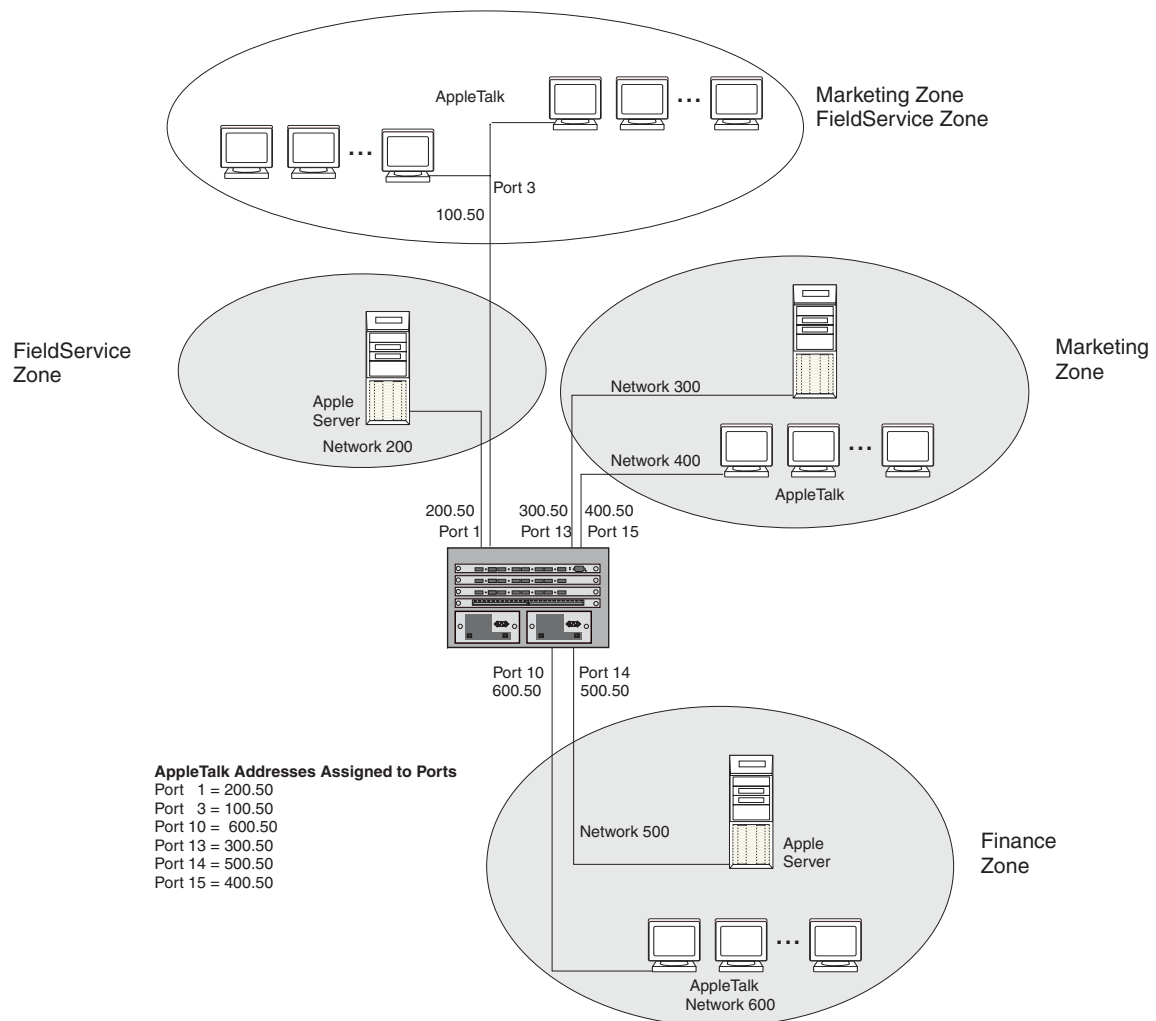 AppleTalk
Marketing Zone
FieldService Zone
Port 3
100.50
FieldService
Zone
Apple
Server
Network 200
Network 300
Network 400
AppleTalk
Marketing
Zone
200.50
Port 1
300.50
Port 13
400.50
Port 15
Port 10
600.50
Port 14
500.50
AppleTalk Addresses Assigned to Ports
Port 1 = 200.50
Port 3 = 100.50
Port 10 = 600.50
Port 13 = 300.50
Port 14 = 500.50
Port 15 = 400.50
Network 500
Apple
Server
Finance
Zone
AppleTalk
Network 600